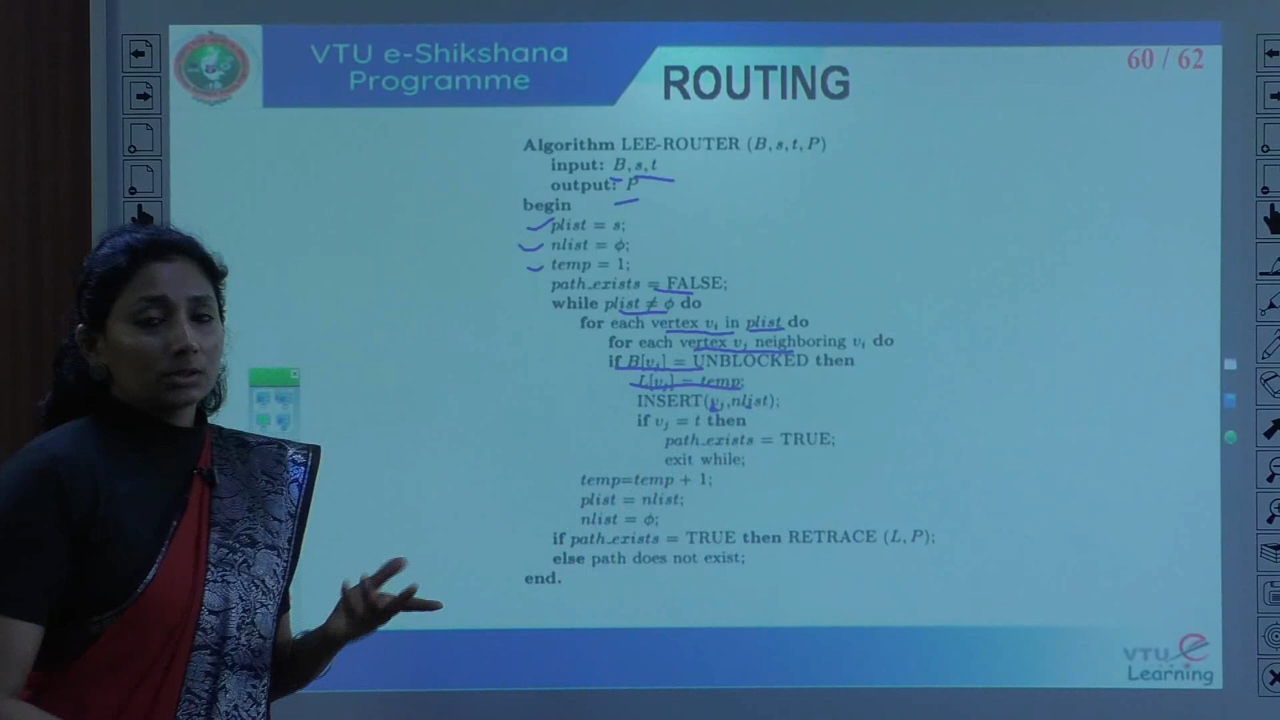 VTU e-Shikshana
Programme
ROUTING
60 / 62
Algorithm LEE-ROUTER (B, s, t, P)
input: B, s, t
output: P
begin
plist = s;
nlist = ϕ;
temp = 1;
path_exists = FALSE;
while plist ≠ ϕ do
for each vertex vᵢ in plist do
for each vertex vⱼ neighboring vᵢ do
if B[vⱼ] = UNBLOCKED then
L[vⱼ] = temp;
INSERT(vⱼ,nlist);
if vⱼ = t then
path_exists = TRUE;
exit while;
temp=temp + 1;
plist = nlist;
nlist = ϕ;
if path_exists = TRUE then RETRACE (L, P);
else path does not exist;
end.
VTU e
Learning